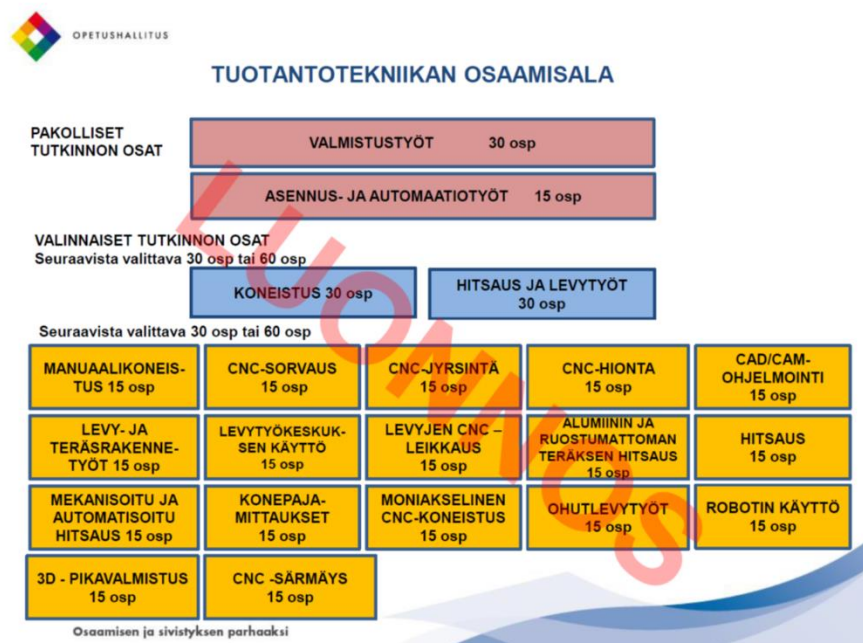 OPETUSHALLITUS
TUOTANTOTEKNIIKAN OSAAMISALA
PAKOLLISET
TUTKINNON OSAT
VALMISTUSTYÖT 30 osp
ASENNUS- JA AUTOMAATIOTYÖT 15 osp
VALINNAISET TUTKINNON OSAT
Seuraavista valittava 30 osp tai 60 osp
KONEISTUS 30 osp
HITSAUS JA LEVYTYÖT
30 osp
Seuraavista valittava 30 osp tai 60 osp
MANUAALIKONEIS-
TUS 15 osp
CNC-SORVAUS
15 osp
CNC-JYRSINTÄ
15 osp
CNC-HIONTA
15 osp
CAD/CAM-
OHJELMOINTI
15 osp
LEVY- JA
TERÄSRAKENNE-
TYÖT 15 osp
LEVYTYÖKESKUK-
SEN KÄYTTÖ
15 osp
LEVYJEN CNC –
LEIKKAUS
15 osp
ALUMIININ JA
RUOSTUMATTOMAN
TERÄKSEN HITSAUS
15 osp
HITSAUS
15 osp
MEKANISOITU JA
AUTOMATISOITU
HITSAUS 15 osp
KONEPAJA-
MITTAUKSET
15 osp
MONIAKSELINEN
CNC-KONEISTUS
15 osp
OHUTLEVYTYÖT
15 osp
ROBOTIN KÄYTTÖ
15 osp
3D - PIKAVALMISTUS
15 osp
CNC -SÄRMÄYS
15 osp
LUONNOS
Osaamisen ja sivistyksen parhaaksi